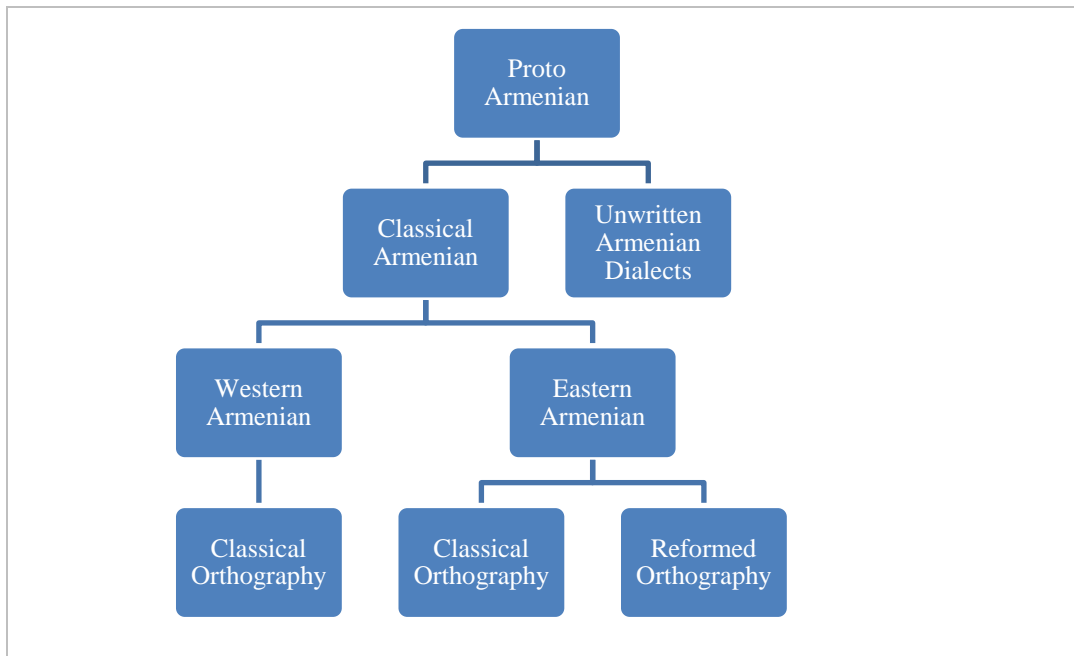 Proto
Armenian
Classical
Armenian
Unwritten
Armenian
Dialects
Western
Armenian
Eastern
Armenian
Classical
Orthography
Classical
Orthography
Reformed
Orthography